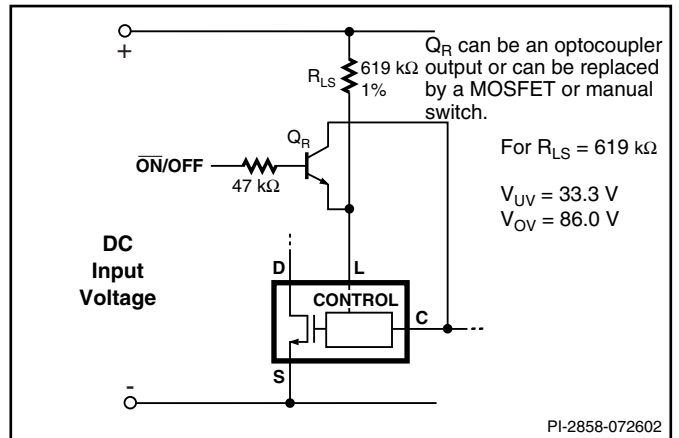 +
R_LS
619 kΩ
1%
Q_R can be an optocoupler
output or can be replaced
by a MOSFET or manual
switch.
Q_R
For R_LS = 619 kΩ
O̅N̅/OFF
47 kΩ
V_UV = 33.3 V
V_OV = 86.0 V
DC
Input
Voltage
D
L
CONTROL
C
S
-
PI-2858-072602